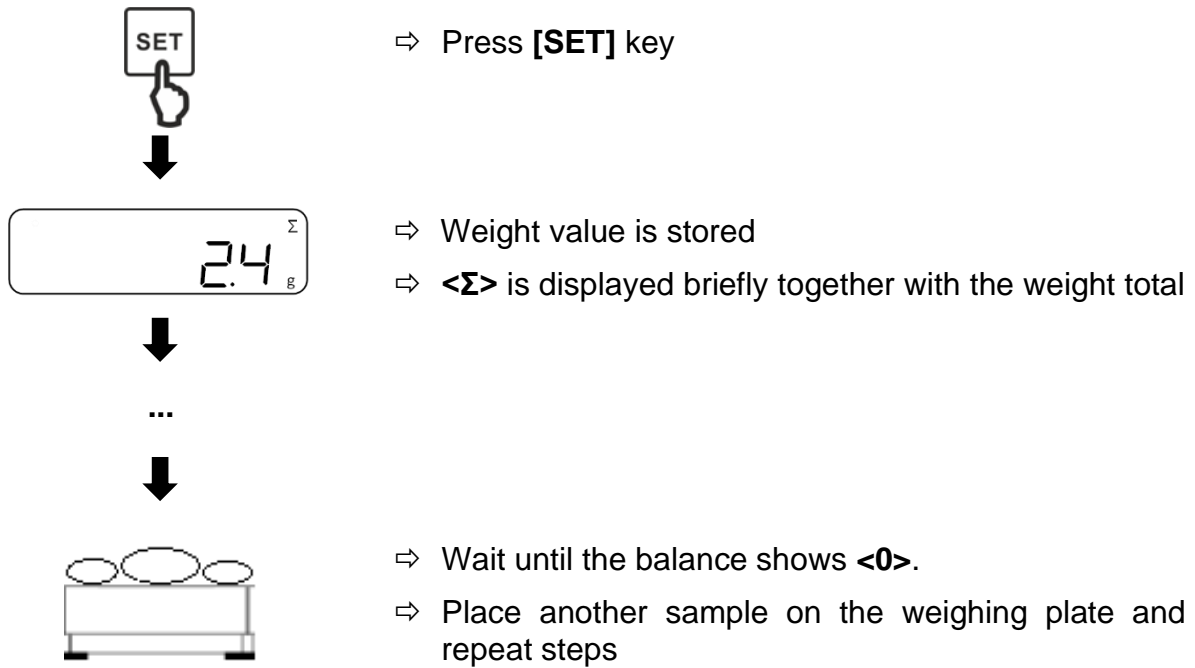 SET
⇨ Press [SET] key
Σ
2.4 g
⇨ Weight value is stored
⇨ <Σ> is displayed briefly together with the weight total
...
⇨ Wait until the balance shows <0>.
⇨ Place another sample on the weighing plate and
repeat steps